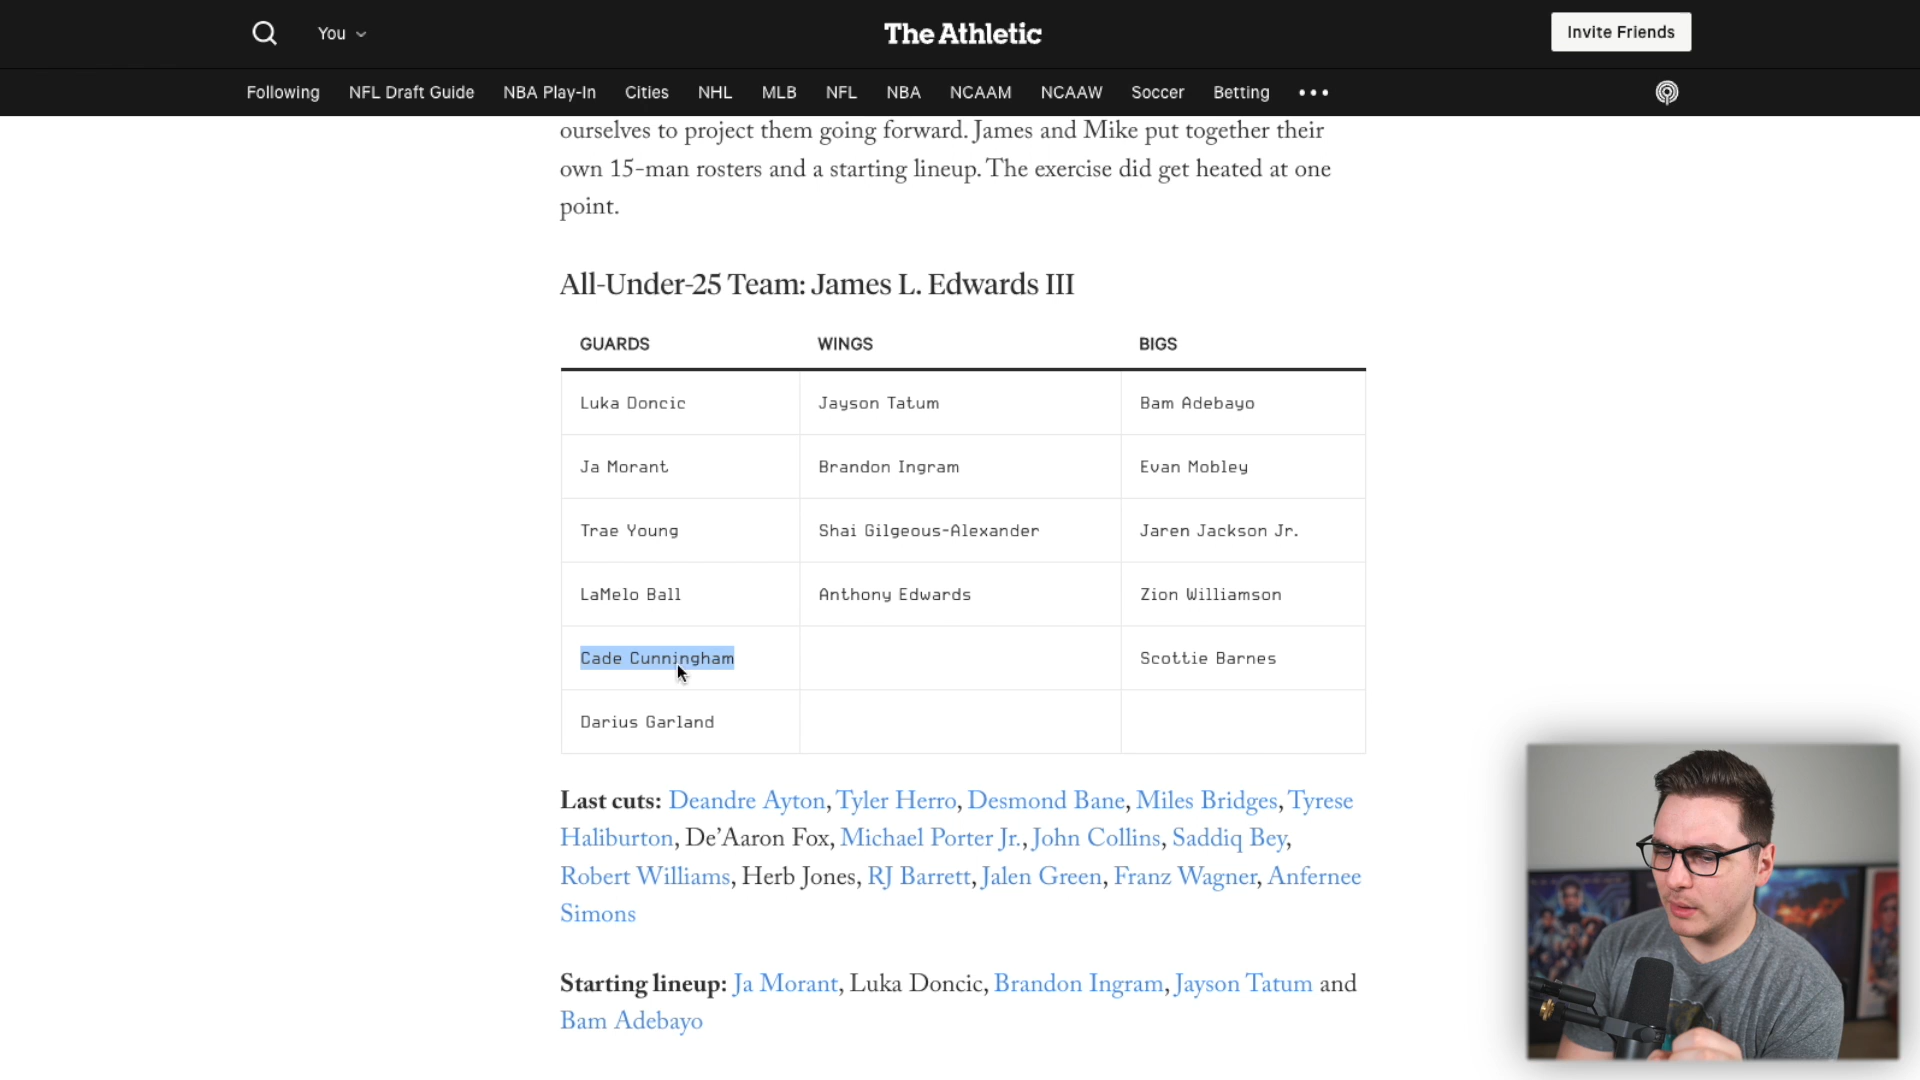 You
The Athletic
Invite Friends
Following NFL Draft Guide NBA Play-In Cities NHL MLB NFL NBA NCAAM NCAAW Soccer Betting •••
ourselves to project them going forward. James and Mike put together their
own 15-man rosters and a starting lineup. The exercise did get heated at one
point.
All-Under-25 Team: James L. Edwards III
GUARDS WINGS BIGS
Luka Doncic Jayson Tatum Bam Adebayo
Ja Morant Brandon Ingram Evan Mobley
Trae Young Shai Gilgeous-Alexander Jaren Jackson Jr.
LaMelo Ball Anthony Edwards Zion Williamson
Cade Cunningham Scottie Barnes
Darius Garland
Last cuts: Deandre Ayton, Tyler Herro, Desmond Bane, Miles Bridges, Tyrese
Haliburton, De’Aaron Fox, Michael Porter Jr., John Collins, Saddiq Bey,
Robert Williams, Herb Jones, RJ Barrett, Jalen Green, Franz Wagner, Anfernee
Simons
Starting lineup: Ja Morant, Luka Doncic, Brandon Ingram, Jayson Tatum and
Bam Adebayo